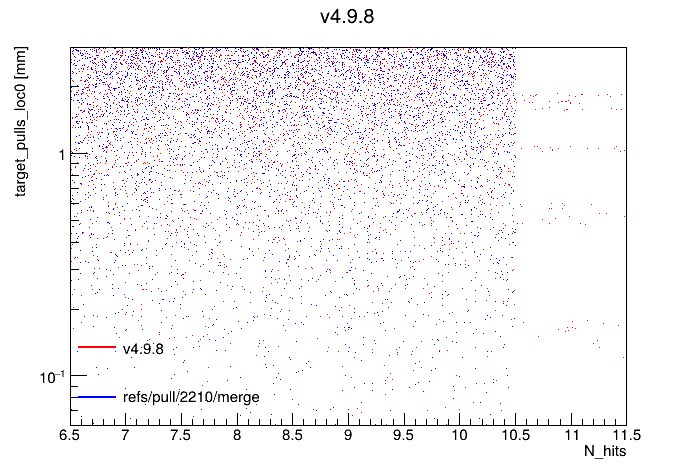 v4.9.8
target_pulls_loc0 [mm]
1
10⁻¹
v4.9.8
refs/pull/2210/merge
6.5 7 7.5 8 8.5 9 9.5 10 10.5 11 11.5
N_hits